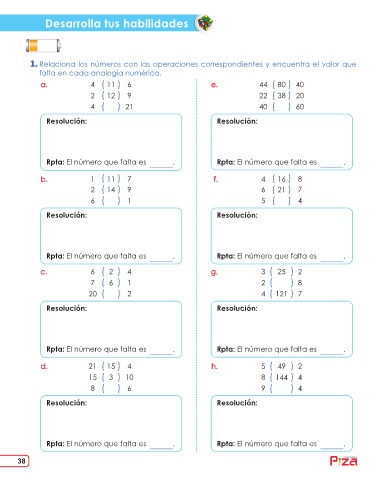 Desarrolla tus habilidades
1. Relaciona los números con las operaciones correspondientes y encuentra el valor que
falta en cada analogía numérica.
a. 4 ( 11 ) 6
2 ( 12 ) 9
4 ( ) 21
Resolución:
Rpta: El número que falta es ______.
b. 1 ( 11 ) 7
2 ( 14 ) 9
6 ( ) 1
Resolución:
Rpta: El número que falta es ______.
c. 6 ( 2 ) 4
7 ( 6 ) 1
20 ( ) 2
Resolución:
Rpta: El número que falta es ______.
d. 21 ( 15 ) 4
15 ( 3 ) 10
8 ( ) 6
Resolución:
Rpta: El número que falta es ______.
e. 44 ( 80 ) 40
22 ( 38 ) 20
40 ( ) 60
Resolución:
Rpta: El número que falta es ______.
f. 4 ( 16 ) 8
6 ( 21 ) 7
5 ( ) 4
Resolución:
Rpta: El número que falta es ______.
g. 3 ( 25 ) 2
2 ( ) 8
4 ( 121 ) 7
Resolución:
Rpta: El número que falta es ______.
h. 5 ( 49 ) 2
8 ( 144 ) 4
9 ( ) 4
Resolución:
Rpta: El número que falta es ______.
38